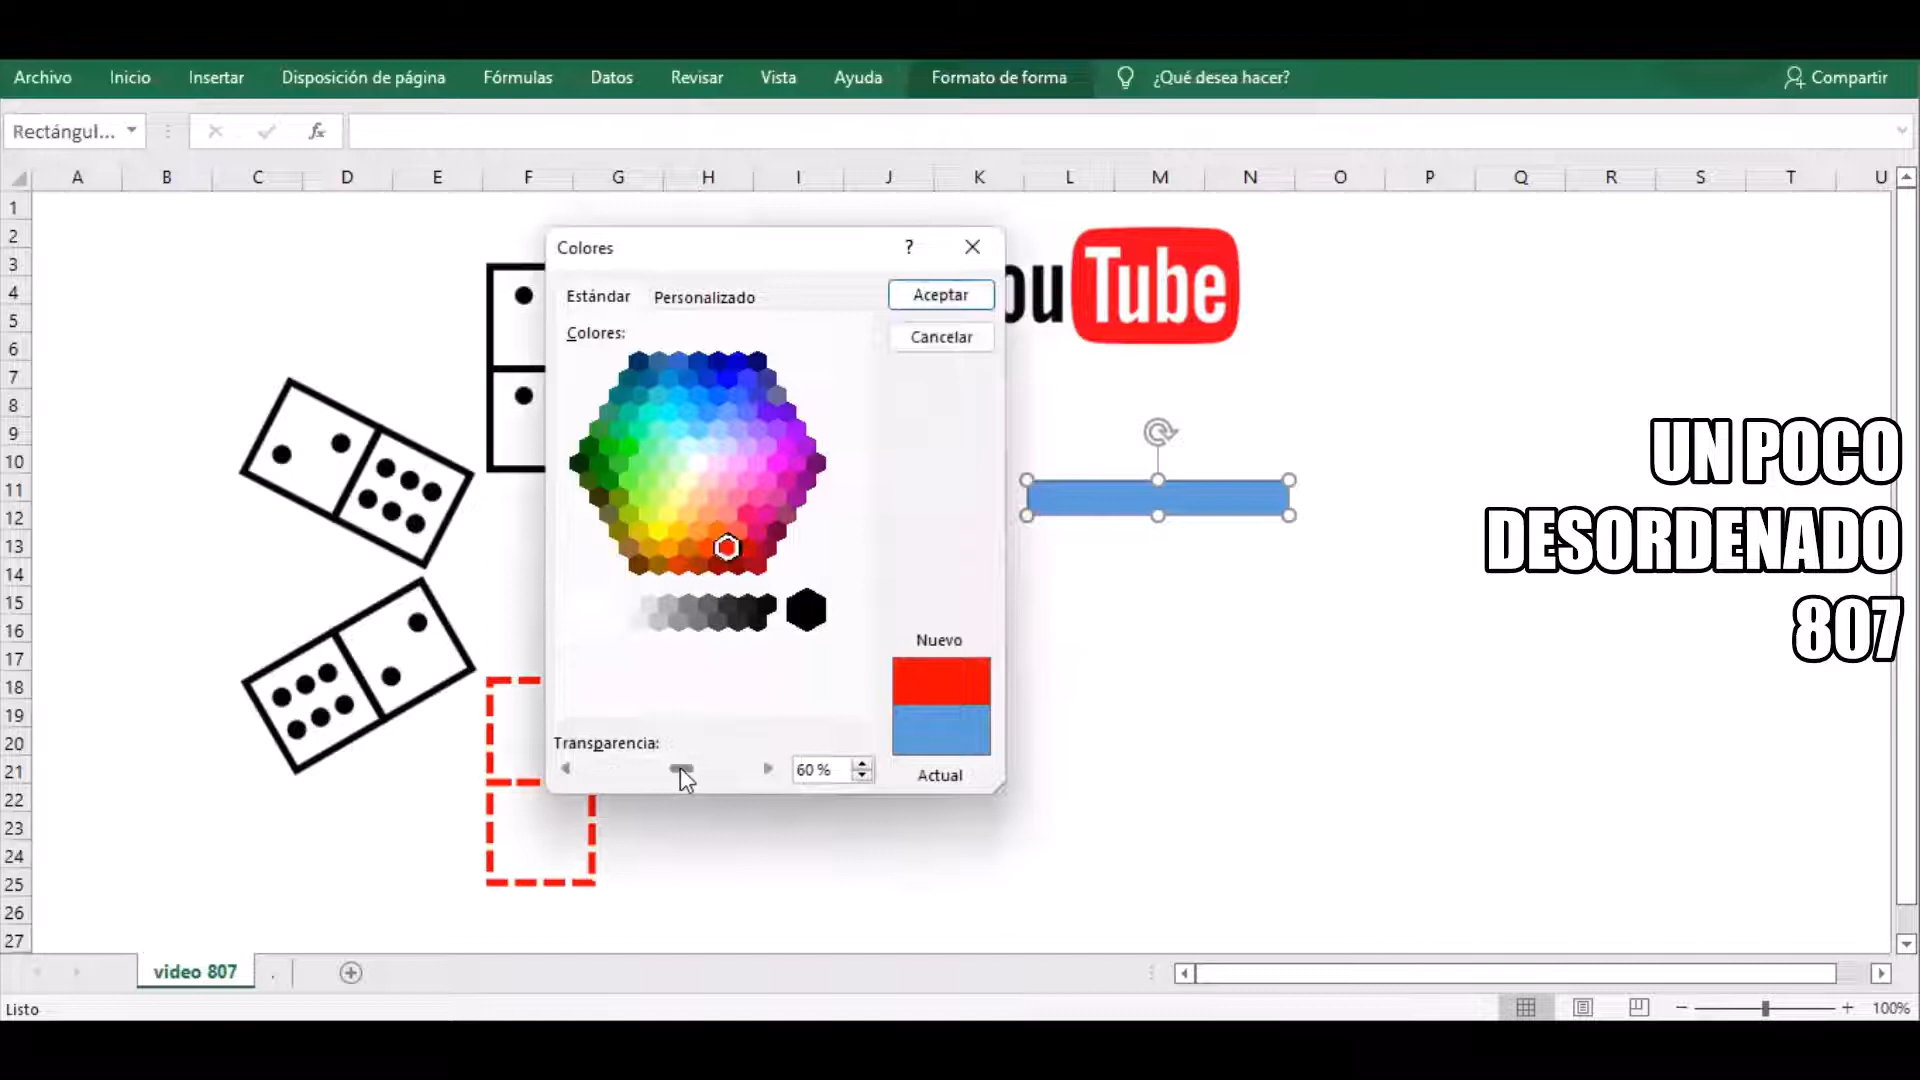 Archivo Inicio Insertar Disposición de página Fórmulas Datos Revisar Vista Ayuda Formato de forma ¿Qué desea hacer? Compartir
Rectángul... fx
A B C D E F G H I J K L M N O P Q R S T U
1
2
3
4
5
6
7
8
9
10
11
12
13
14
15
16
17
18
19
20
21
22
23
24
25
26
27
Colores ?
Estándar Personalizado Aceptar
Colores: Cancelar
Nuevo
Transparencia:
60 %
Actual
ou Tube
UN POCO
DESORDENADO
807
video 807 .
Listo 100%